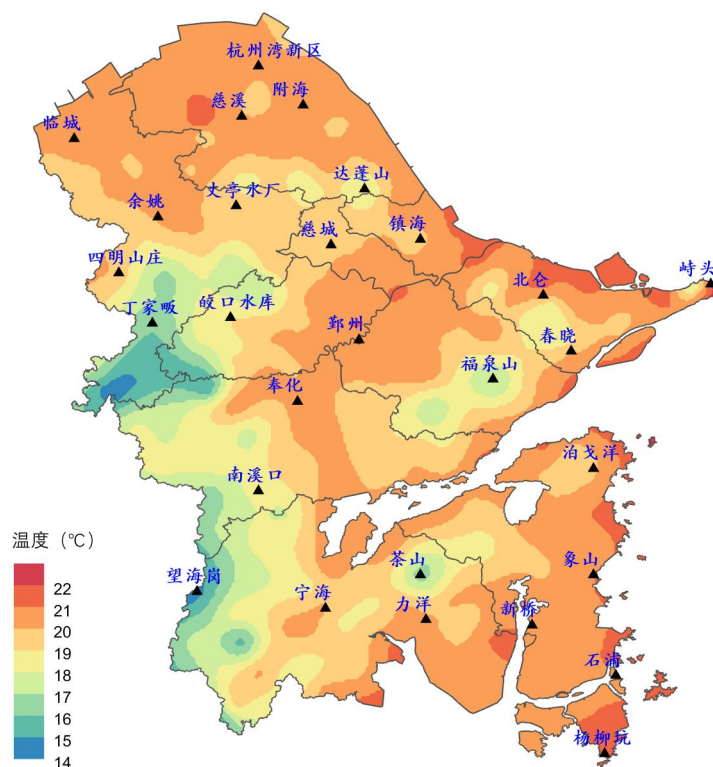 杭州湾新区
附海
慈溪
临城
达蓬山
丈亭水厂
余姚
镇海
慈城
四明山庄
峙头
北仑
皎口水库
丁家畈
鄞州
春晓
福泉山
奉化
泊戈洋
南溪口
温度（℃）
22
21
20
19
18
17
16
15
14
望海岗
茶山
象山
宁海
力洋
新桥
石浦
杨柳坑